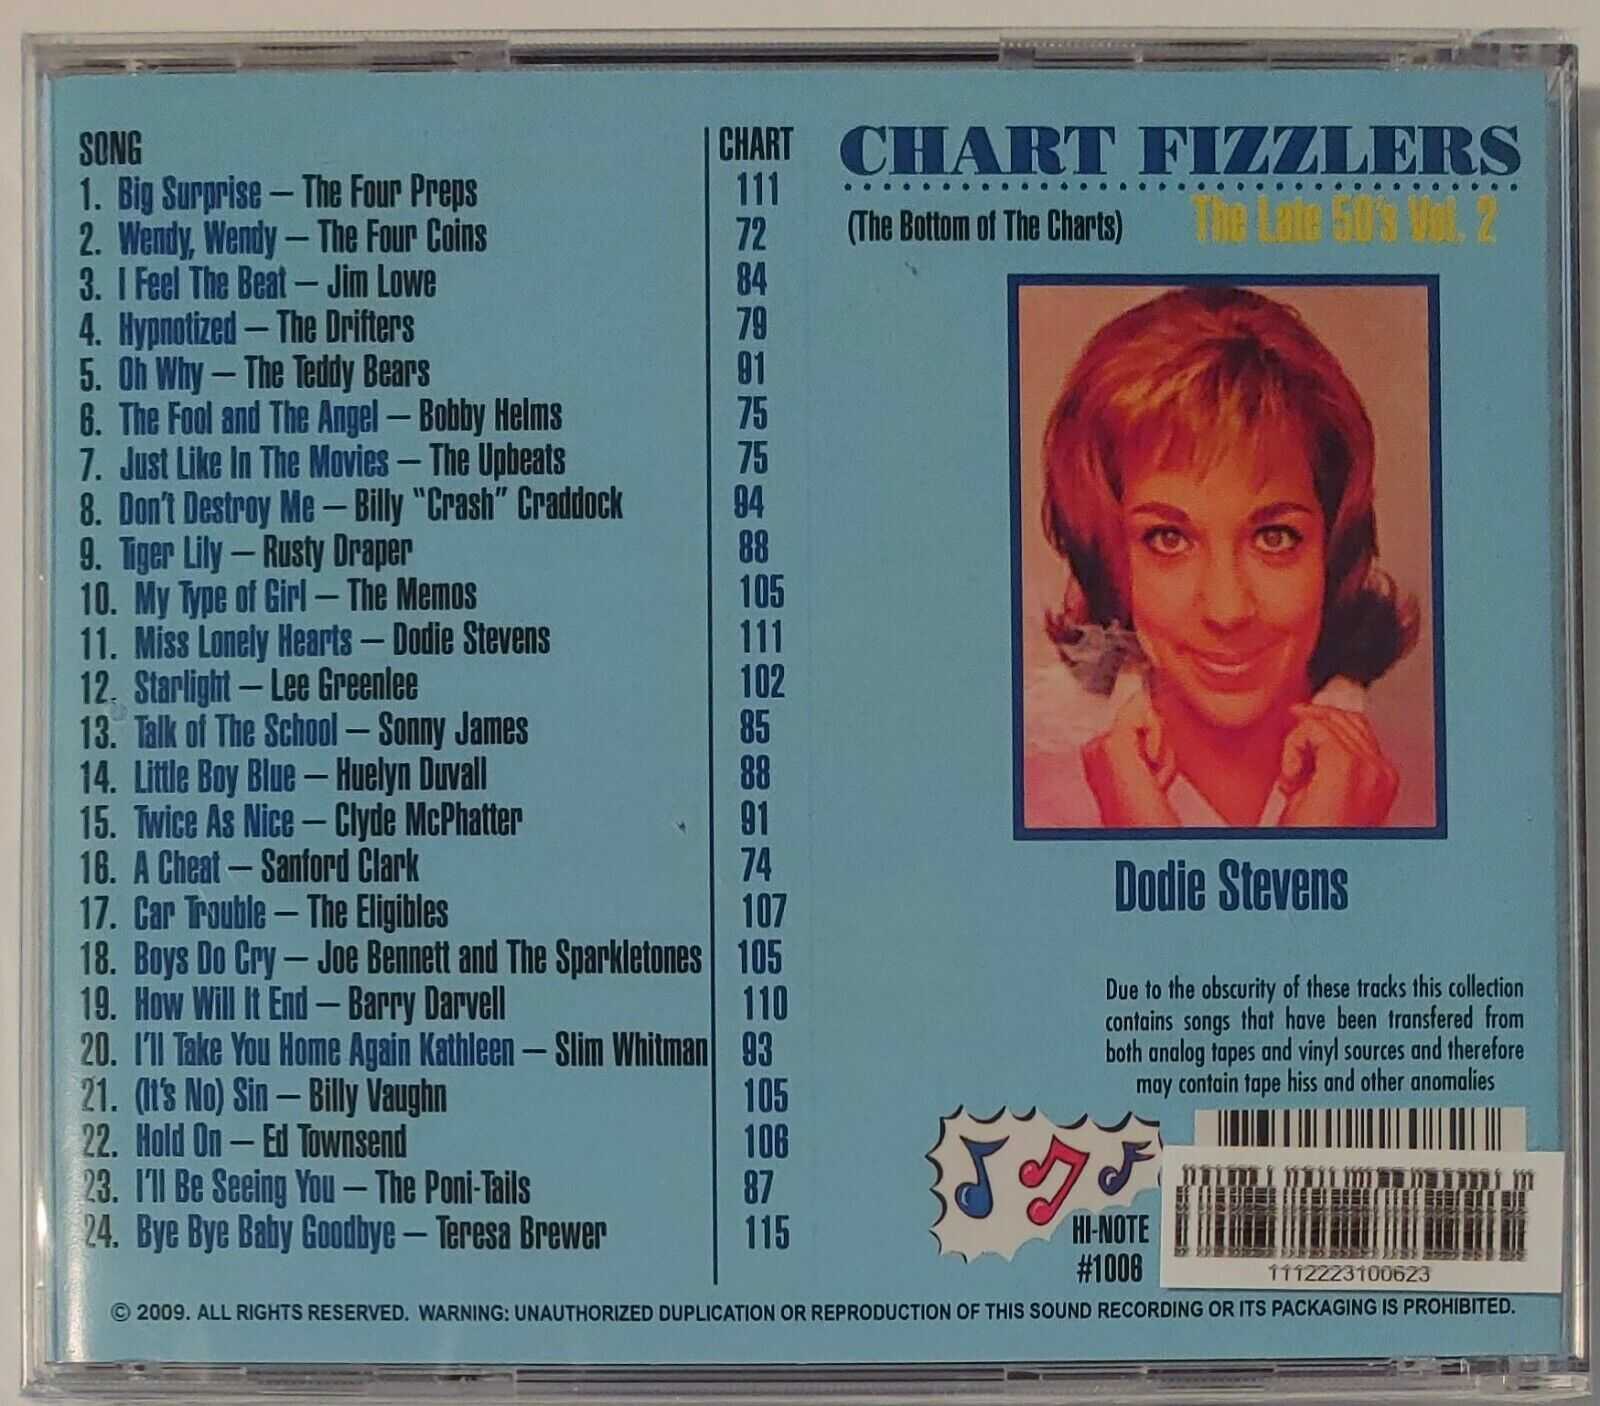 SONG CHART
1. Big Surprise – The Four Preps 111
2. Wendy, Wendy – The Four Coins 72
3. I Feel The Beat – Jim Lowe 84
4. Hypnotized – The Drifters 79
5. Oh Why – The Teddy Bears 91
6. The Fool and The Angel – Bobby Helms 75
7. Just Like In The Movies – The Upbeats 75
8. Don't Destroy Me – Billy "Crash" Craddock 94
9. Tiger Lily – Rusty Draper 88
10. My Type of Girl – The Memos 105
11. Miss Lonely Hearts – Dodie Stevens 111
12. Starlight – Lee Greenlee 102
13. Talk of The School – Sonny James 85
14. Little Boy Blue – Huelyn Duvall 88
15. Twice As Nice – Clyde McPhatter 91
16. A Cheat – Sanford Clark 74
17. Car Trouble – The Eligibles 107
18. Boys Do Cry – Joe Bennett and The Sparkletones 105
19. How Will It End – Barry Darvell 110
20. I'll Take You Home Again Kathleen – Slim Whitman 93
21. (It's No) Sin – Billy Vaughn 105
22. Hold On – Ed Townsend 106
23. I'll Be Seeing You – The Poni-Tails 87
24. Bye Bye Baby Goodbye – Teresa Brewer 115
CHART FIZZLERS
(The Bottom of The Charts) The Late 50's Vol. 2
Dodie Stevens
Due to the obscurity of these tracks this collection
contains songs that have been transfered from
both analog tapes and vinyl sources and therefore
may contain tape hiss and other anomalies
HI-NOTE
#1006
1112223100623
© 2009. ALL RIGHTS RESERVED. WARNING: UNAUTHORIZED DUPLICATION OR REPRODUCTION OF THIS SOUND RECORDING OR ITS PACKAGING IS PROHIBITED.